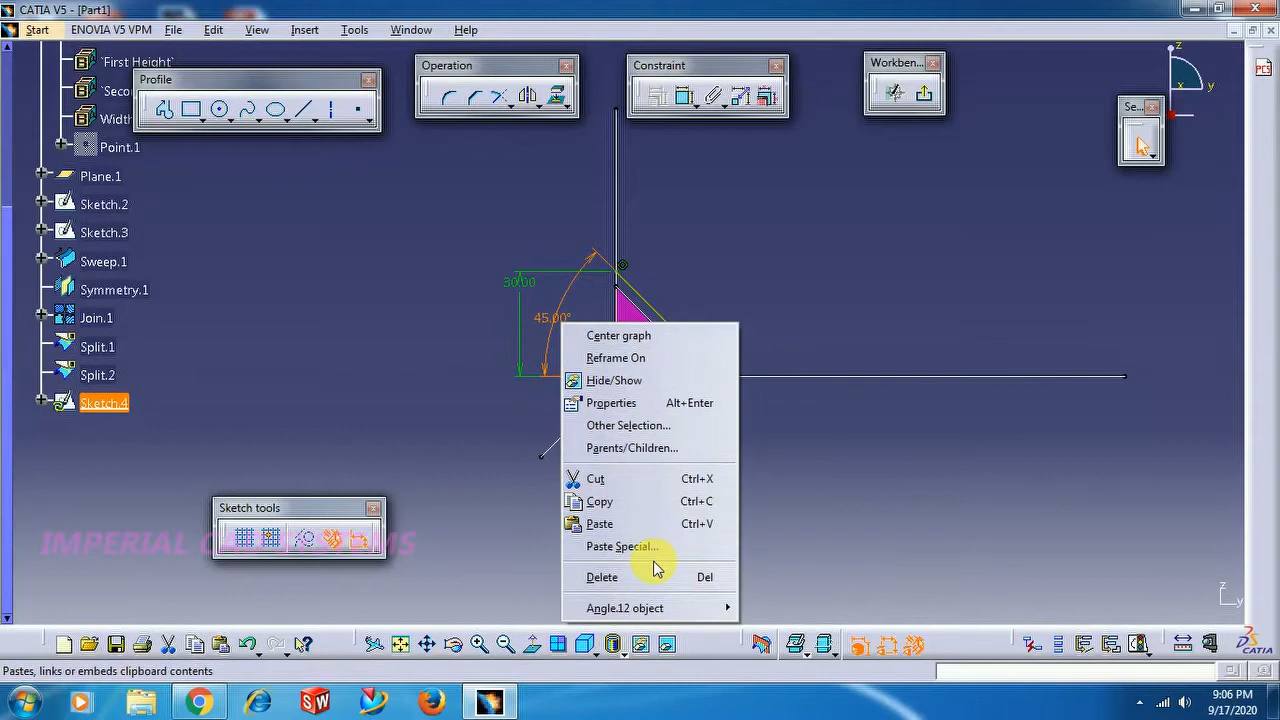 CATIA V5 - [Part1]
Start
ENOVIA V5 VPM
File
Edit
View
Insert
Tools
Window
Help
`First Height`
Profile
Operation
Constraint
Workben...
Se...
z
x
y
PCS
`Seco
Width
Point.1
Plane.1
Sketch.2
Sketch.3
Sweep.1
Symmetry.1
Join.1
Split.1
Split.2
Sketch.4
30.00
45.00°
Center graph
Reframe On
Hide/Show
Properties Alt+Enter
Other Selection...
Parents/Children...
Cut Ctrl+X
Copy Ctrl+C
Paste Ctrl+V
Paste Special...
Delete Del
Angle.12 object
Sketch tools
z
y
CATIA
Pastes, links or embeds clipboard contents
9:06 PM
9/17/2020